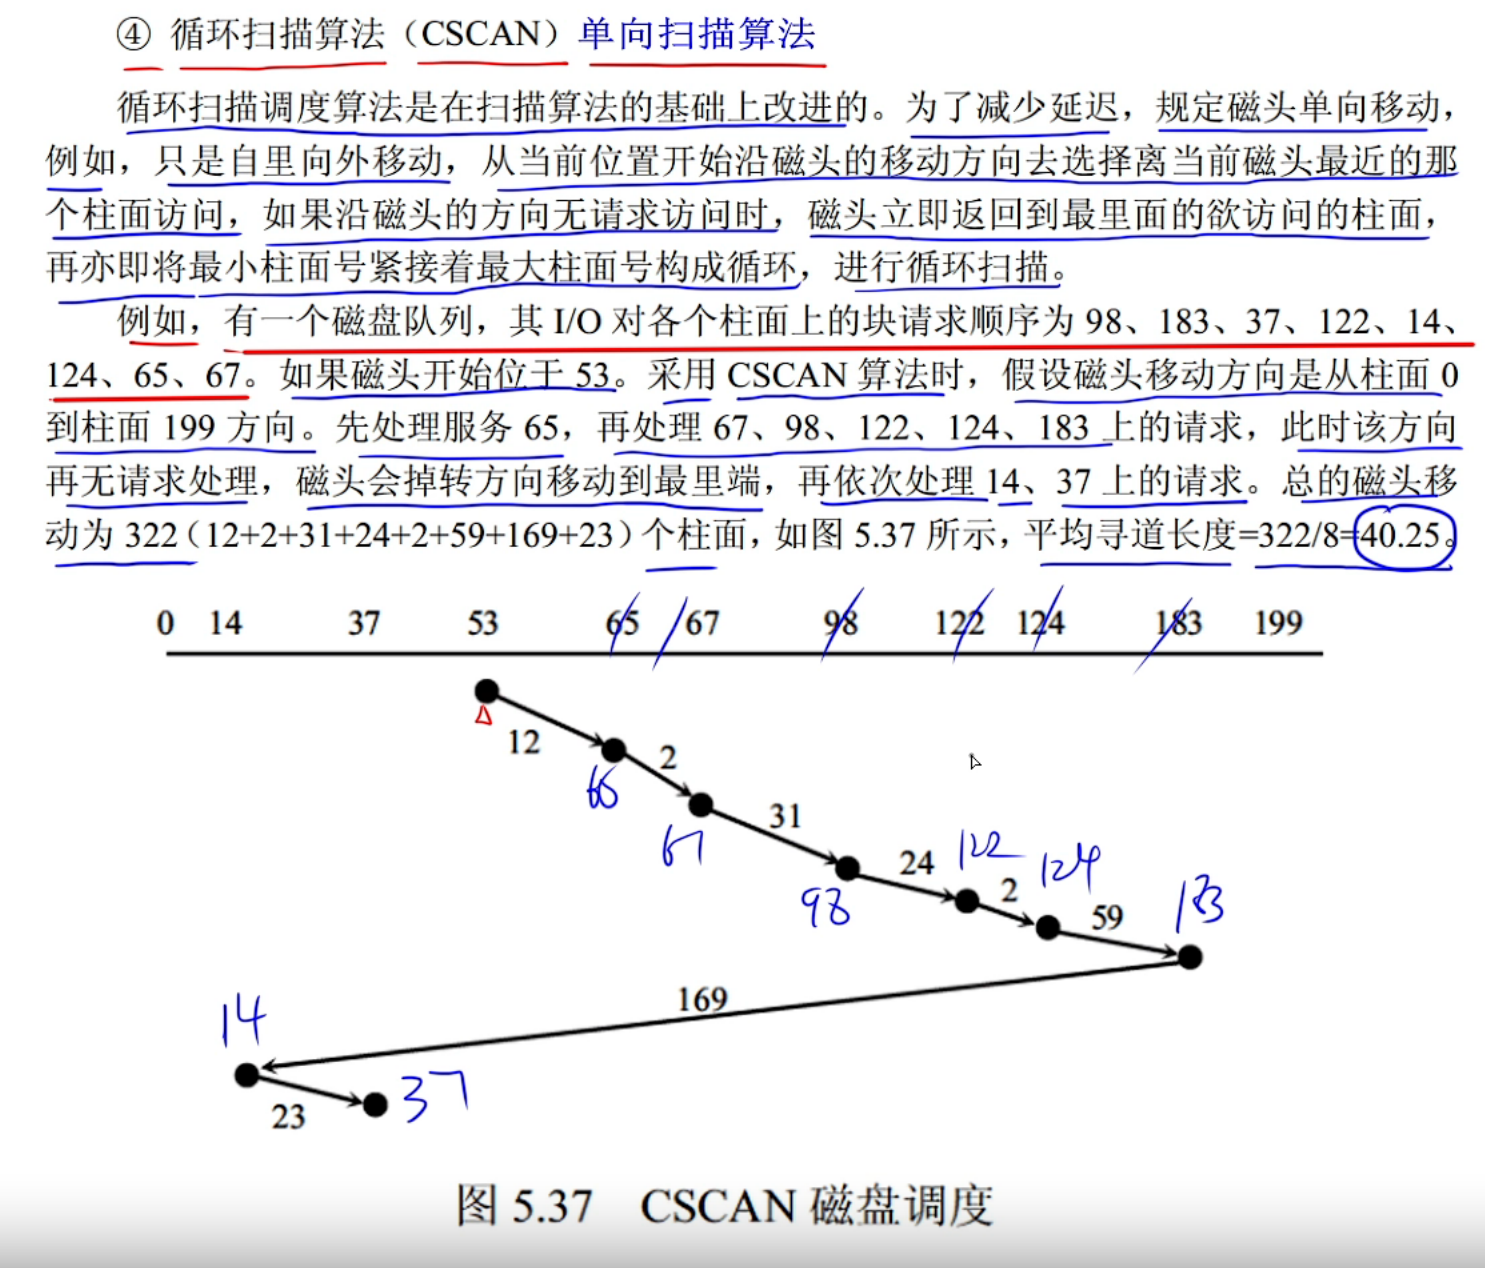 ④ 循环扫描算法（CSCAN）单向扫描算法
循环扫描调度算法是在扫描算法的基础上改进的。为了减少延迟，规定磁头单向移动，
例如，只是自里向外移动，从当前位置开始沿磁头的移动方向去选择离当前磁头最近的那
个柱面访问，如果沿磁头的方向无请求访问时，磁头立即返回到最里面的欲访问的柱面，
再亦即将最小柱面号紧接着最大柱面号构成循环，进行循环扫描。
例如，有一个磁盘队列，其 I/O 对各个柱面上的块请求顺序为 98、183、37、122、14、
124、65、67。如果磁头开始位于 53。采用 CSCAN 算法时，假设磁头移动方向是从柱面 0
到柱面 199 方向。先处理服务 65，再处理 67、98、122、124、183 上的请求，此时该方向
再无请求处理，磁头会掉转方向移动到最里端，再依次处理 14、37 上的请求。总的磁头移
动为 322（12+2+31+24+2+59+169+23）个柱面，如图 5.37 所示，平均寻道长度=322/8=40.25。
0 14 37 53 65 67 98 122 124 183 199
12
2
65
31
67
24
122
2
124
98
59
183
169
14
37
23
图 5.37 CSCAN 磁盘调度